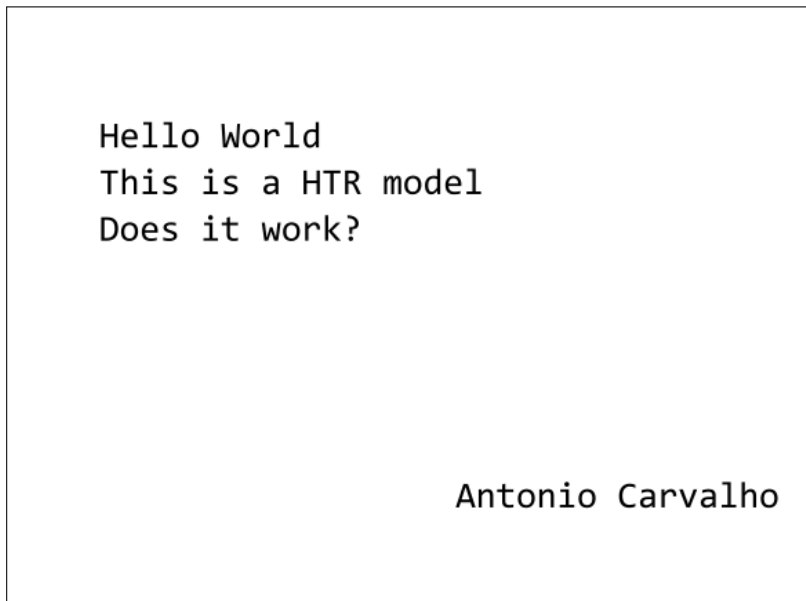 Hello World
This is a HTR model
Does it work?
Antonio Carvalho